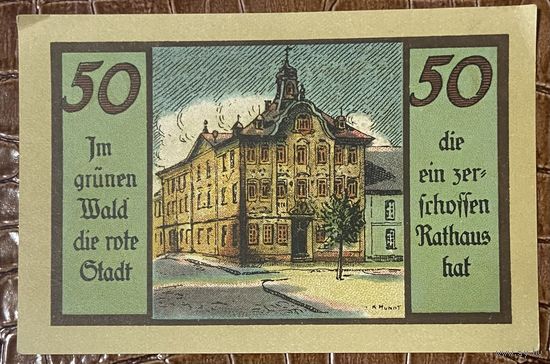 50
Im
grünen
Wald
die rote
Stadt
50
die
ein zer-
schossen
Rathaus
hat